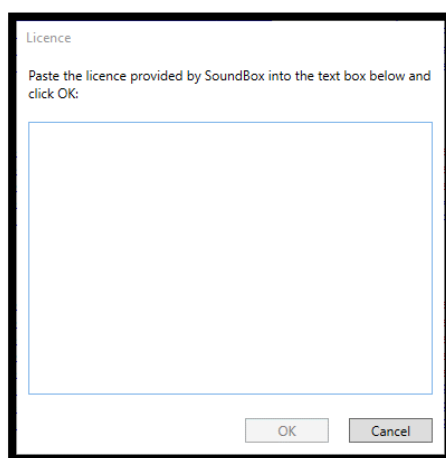 Licence
Paste the licence provided by SoundBox into the text box below and
click OK:
OK
Cancel